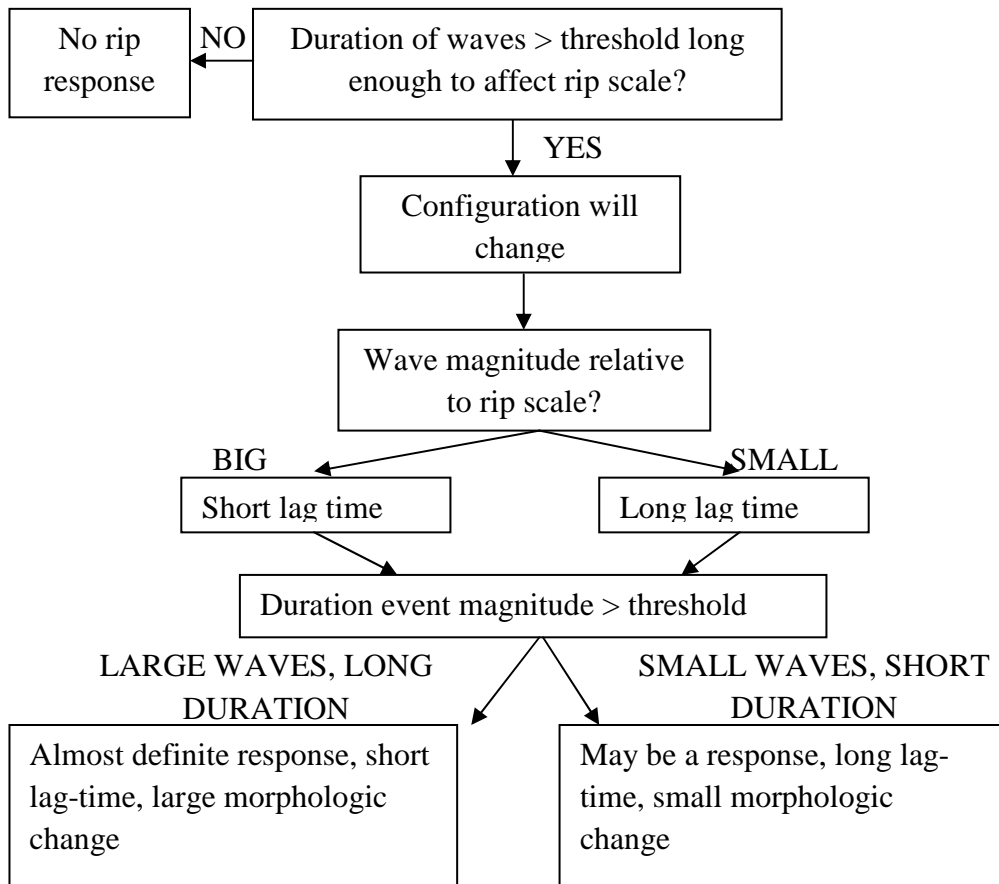 No rip
response
NO
Duration of waves > threshold long
enough to affect rip scale?
YES
Configuration will
change
Wave magnitude relative
to rip scale?
BIG
SMALL
Short lag time
Long lag time
Duration event magnitude > threshold
LARGE WAVES, LONG
DURATION
SMALL WAVES, SHORT
DURATION
Almost definite response, short
lag-time, large morphologic
change
May be a response, long lag-
time, small morphologic
change